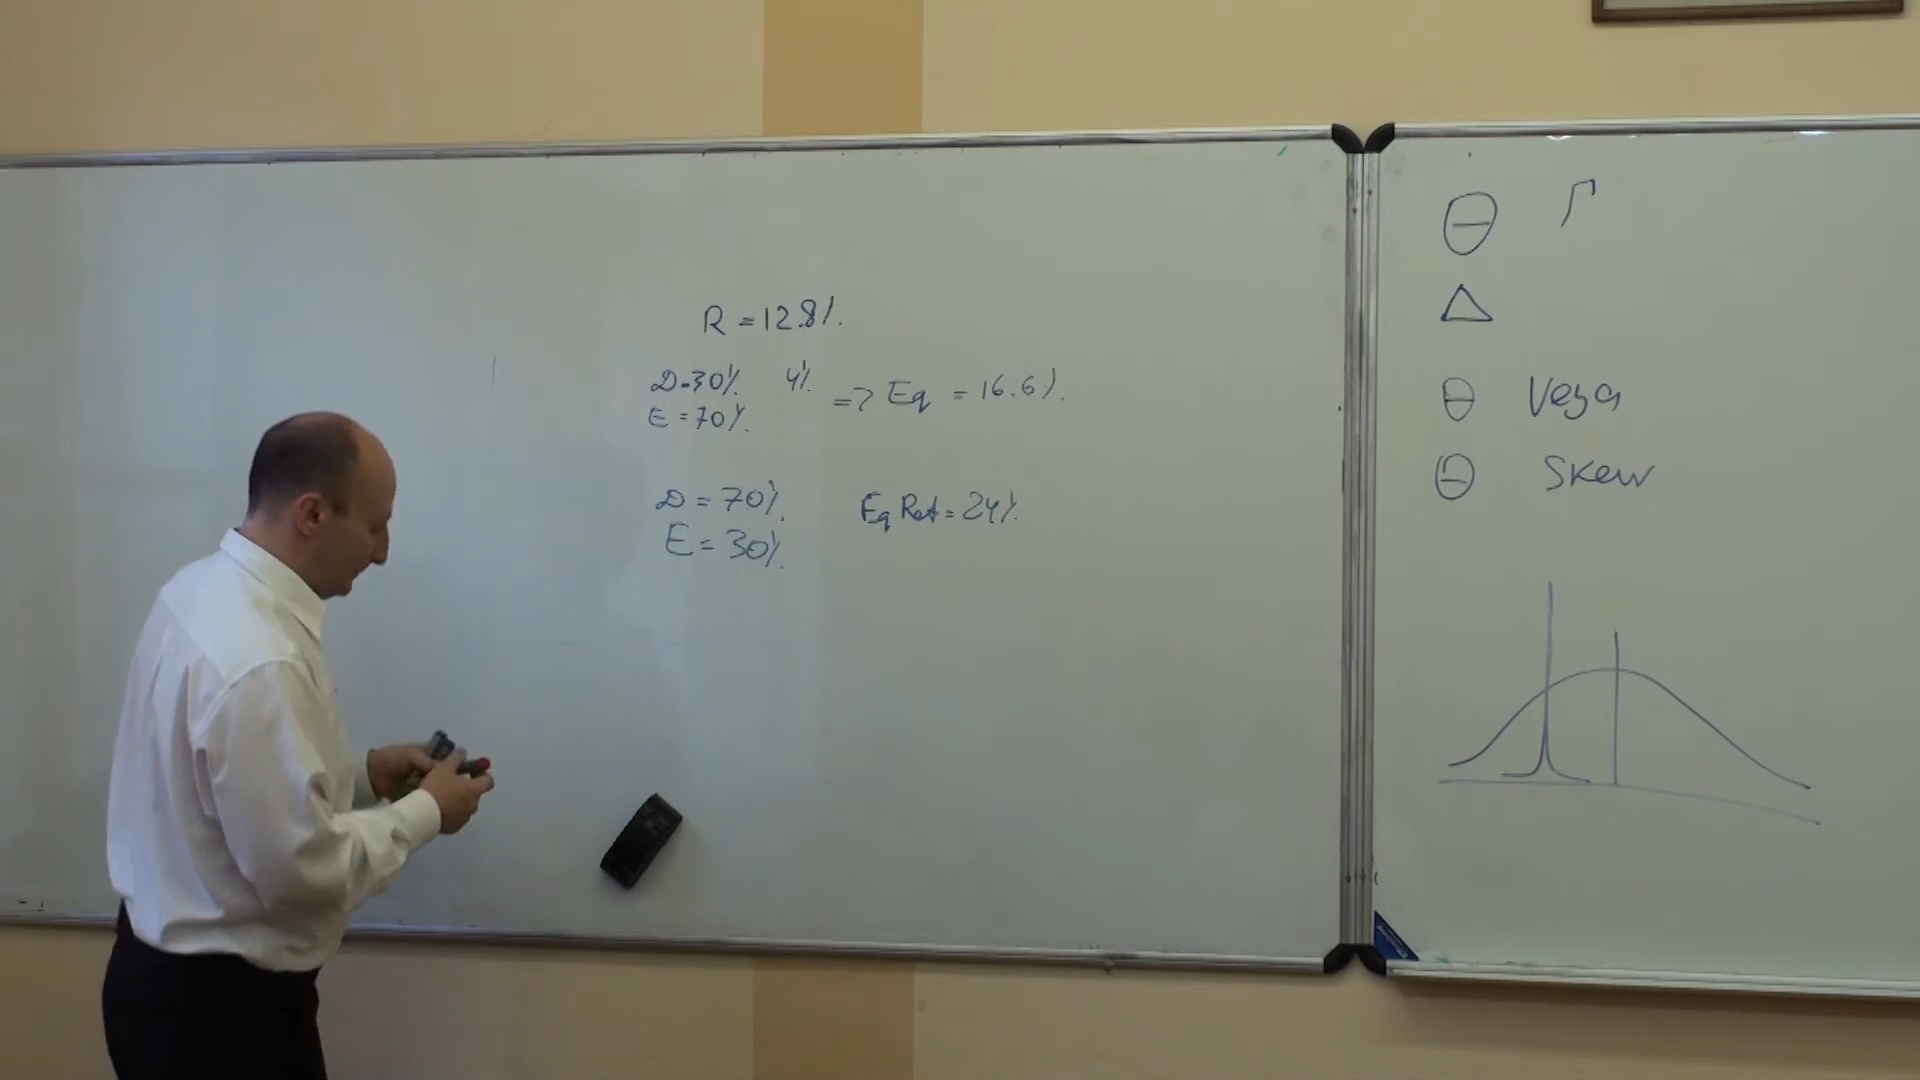 R = 12.8%
D = 30% 4%
E = 70% => Eq = 16.6%
D = 70% Eq Ret = 24%
E = 30%
Θ Γ
Δ
Θ Vega
Θ Skew